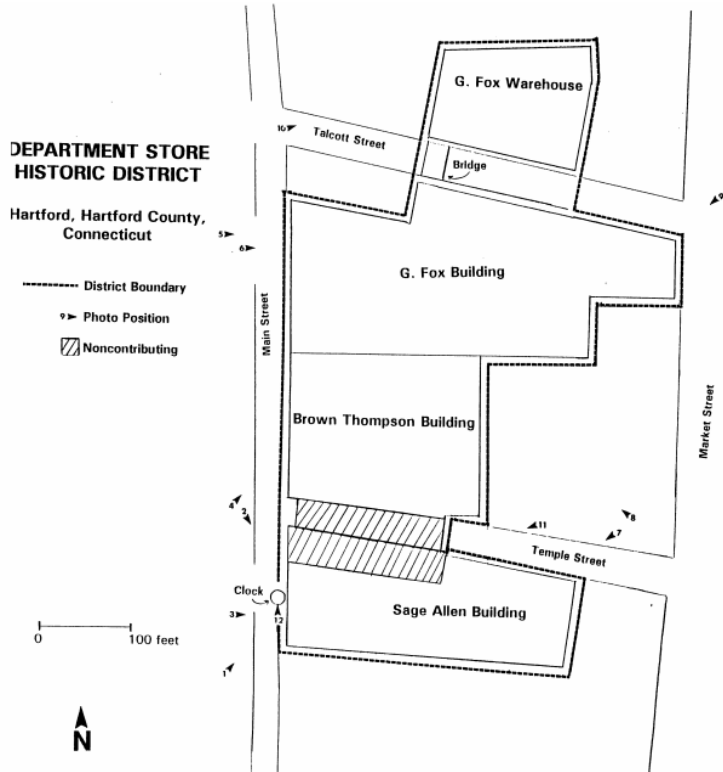 G. Fox Warehouse
10
Talcott Street
Bridge
DEPARTMENT STORE
HISTORIC DISTRICT
9
Hartford, Hartford County,
Connecticut
5
6
G. Fox Building
District Boundary
9 Photo Position
Noncontributing
Main Street
Market Street
Brown Thompson Building
4
2
8
11
7
Temple Street
Clock
3
12
Sage Allen Building
0 100 feet
1
N